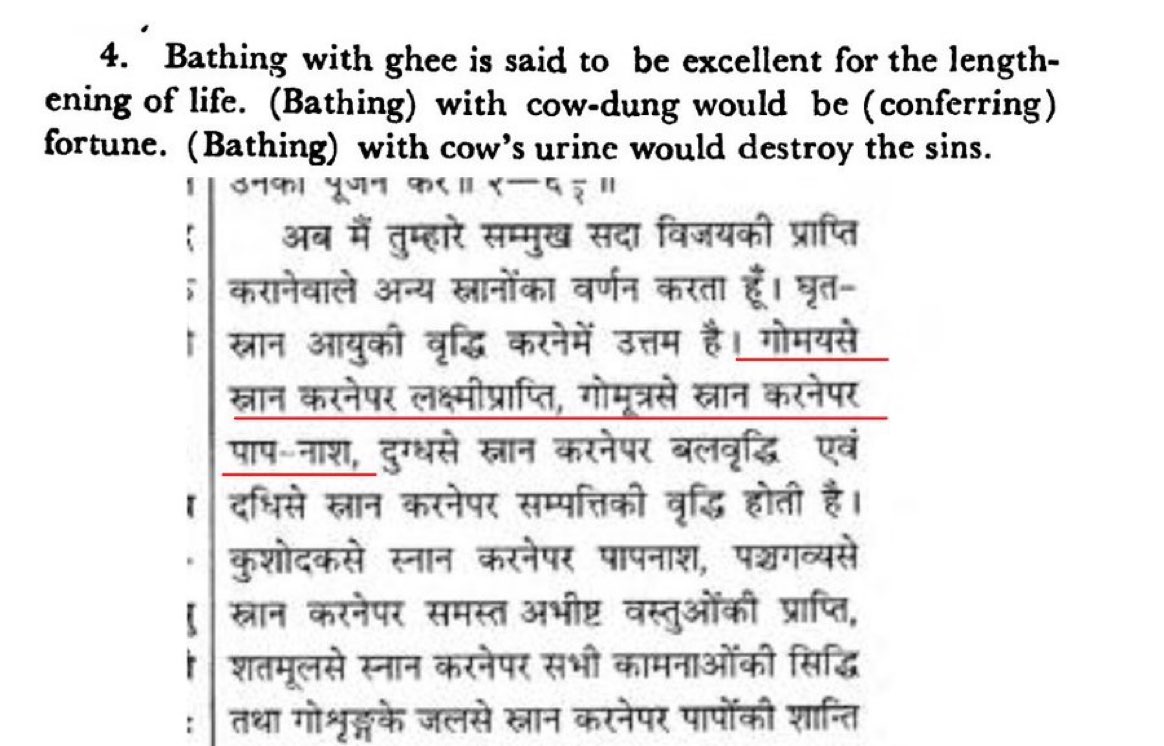 4. Bathing with ghee is said to be excellent for the length-
ening of life. (Bathing) with cow-dung would be (conferring)
fortune. (Bathing) with cow's urine would destroy the sins.
उनका पूजन करे॥ १—६ ॥
अब मैं तुम्हारे सम्मुख सदा विजयकी प्राप्ति
करानेवाले अन्य स्नानोंका वर्णन करता हूँ। घृत-
स्नान आयुकी वृद्धि करनेमें उत्तम है। गोमयसे
स्नान करनेपर लक्ष्मीप्राप्ति, गोमूत्रसे स्नान करनेपर
पाप-नाश, दुग्धसे स्नान करनेपर बलवृद्धि एवं
दधिसे स्नान करनेपर सम्पत्तिकी वृद्धि होती है।
कुशोदकसे स्नान करनेपर पापनाश, पञ्चगव्यसे
स्नान करनेपर समस्त अभीष्ट वस्तुओंकी प्राप्ति,
शतमूलसे स्नान करनेपर सभी कामनाओंकी सिद्धि
तथा गोशृङ्गके जलसे स्नान करनेपर पापोंकी शान्ति